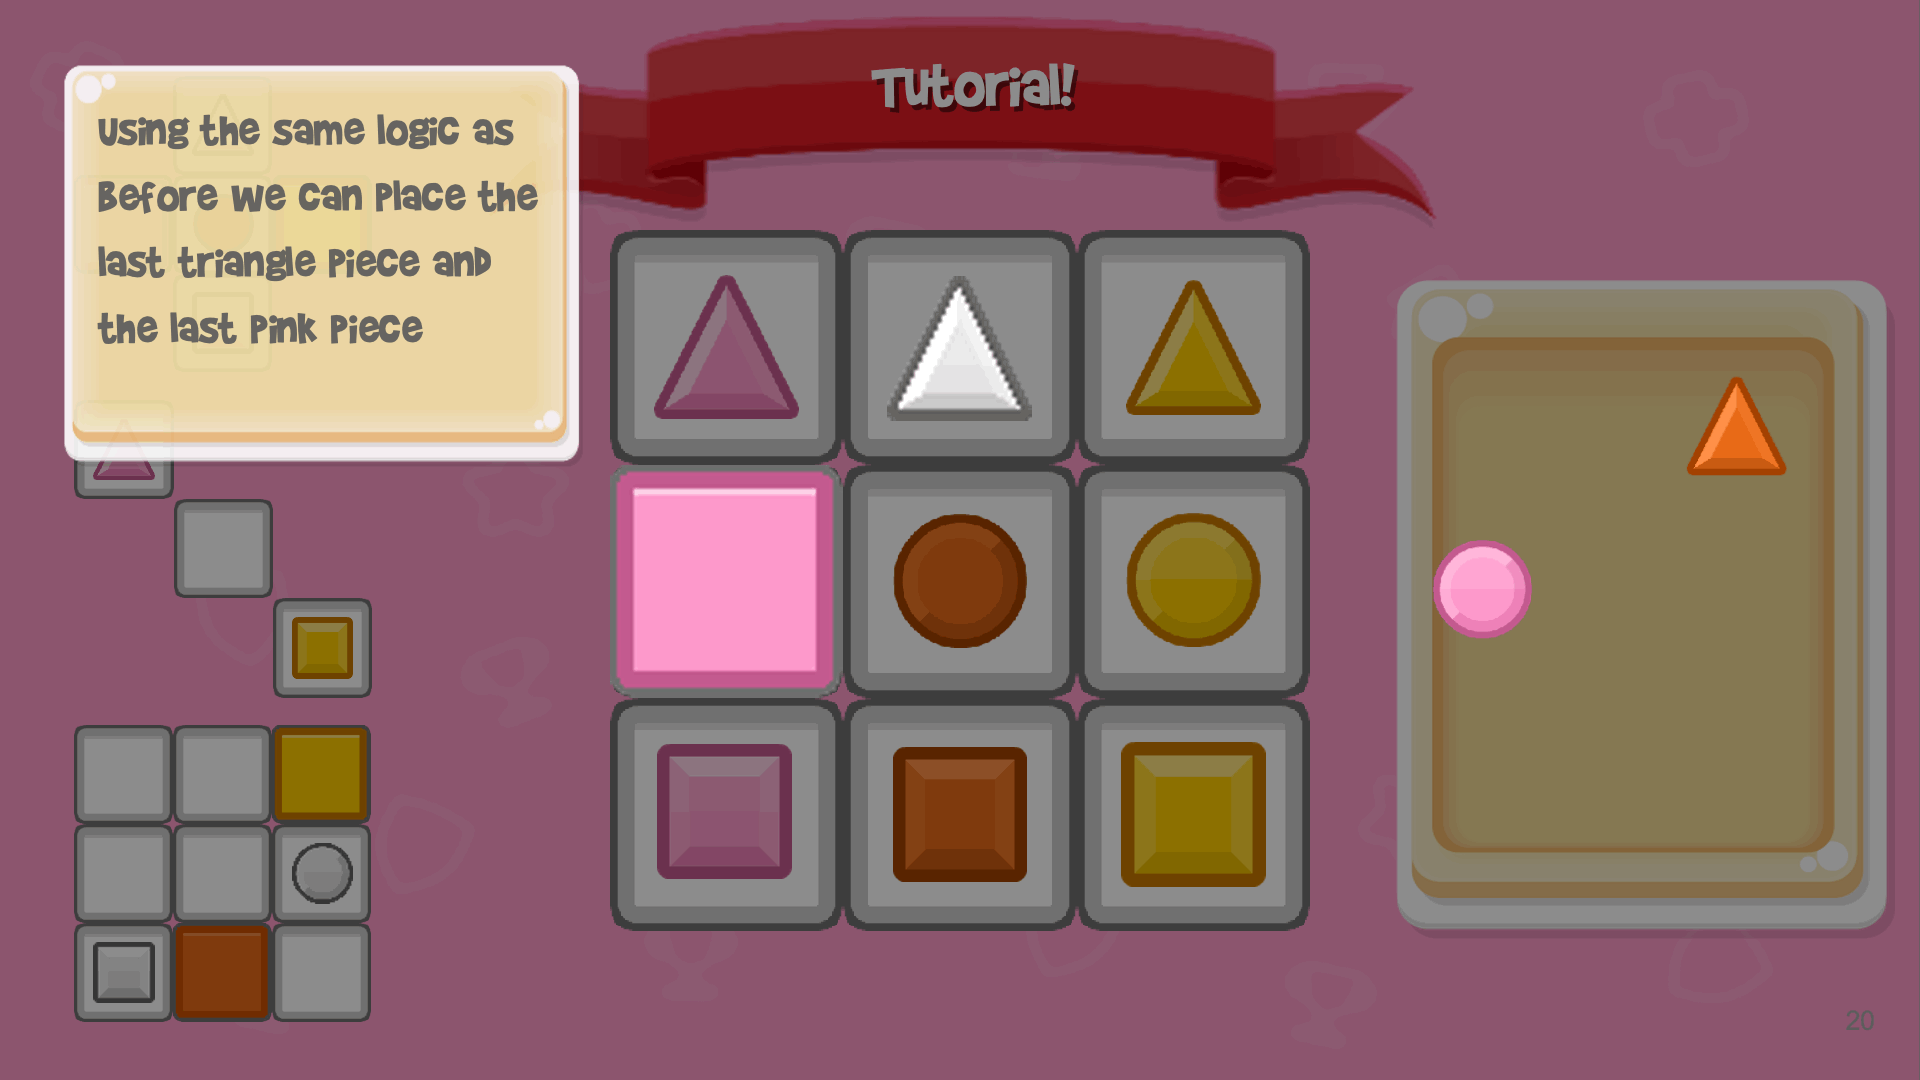 Tutorial!
Using the same logic as
Before we can Place the
last triangle Piece and
the last Pink Piece
20